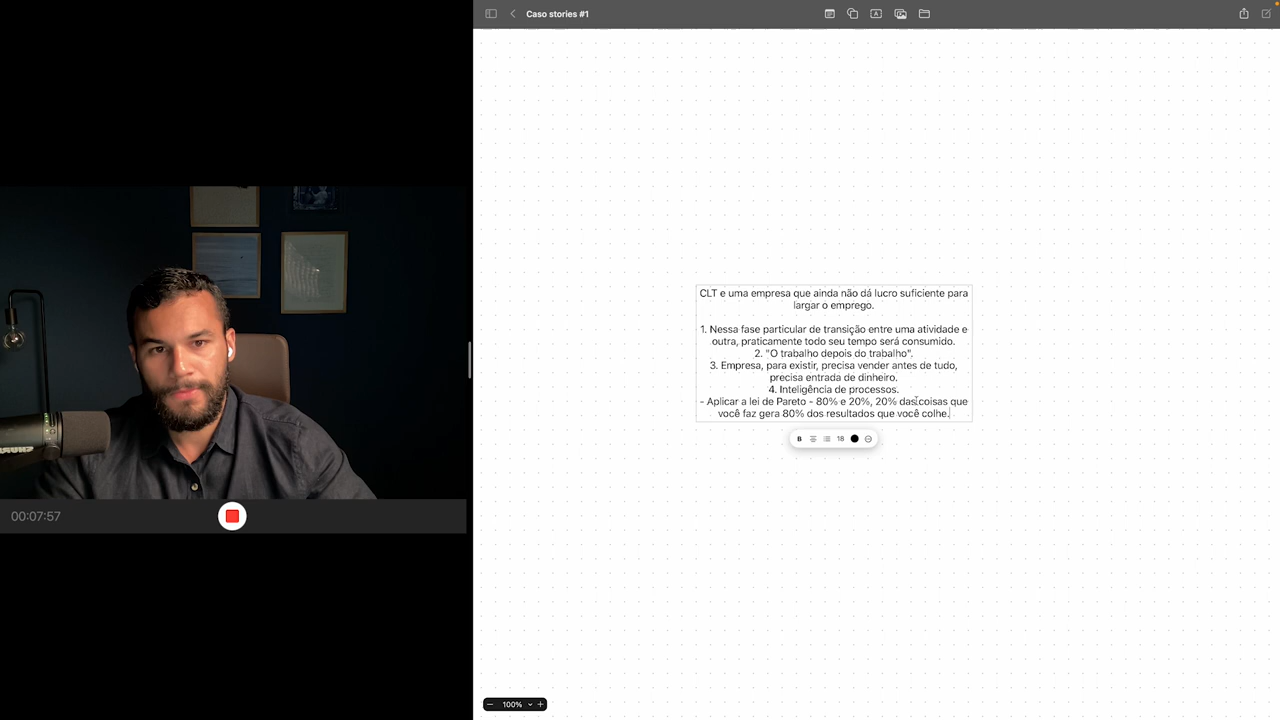 Caso stories #1
CLT e uma empresa que ainda não dá lucro suficiente para
largar o emprego.
1. Nessa fase particular de transição entre uma atividade e
outra, praticamente todo seu tempo será consumido.
2. "O trabalho depois do trabalho".
3. Empresa, para existir, precisa vender antes de tudo,
precisa entrada de dinheiro.
4. Inteligência de processos.
- Aplicar a lei de Pareto - 80% e 20%, 20% das coisas que
você faz gera 80% dos resultados que você colhe.
B 18
00:07:57
100%